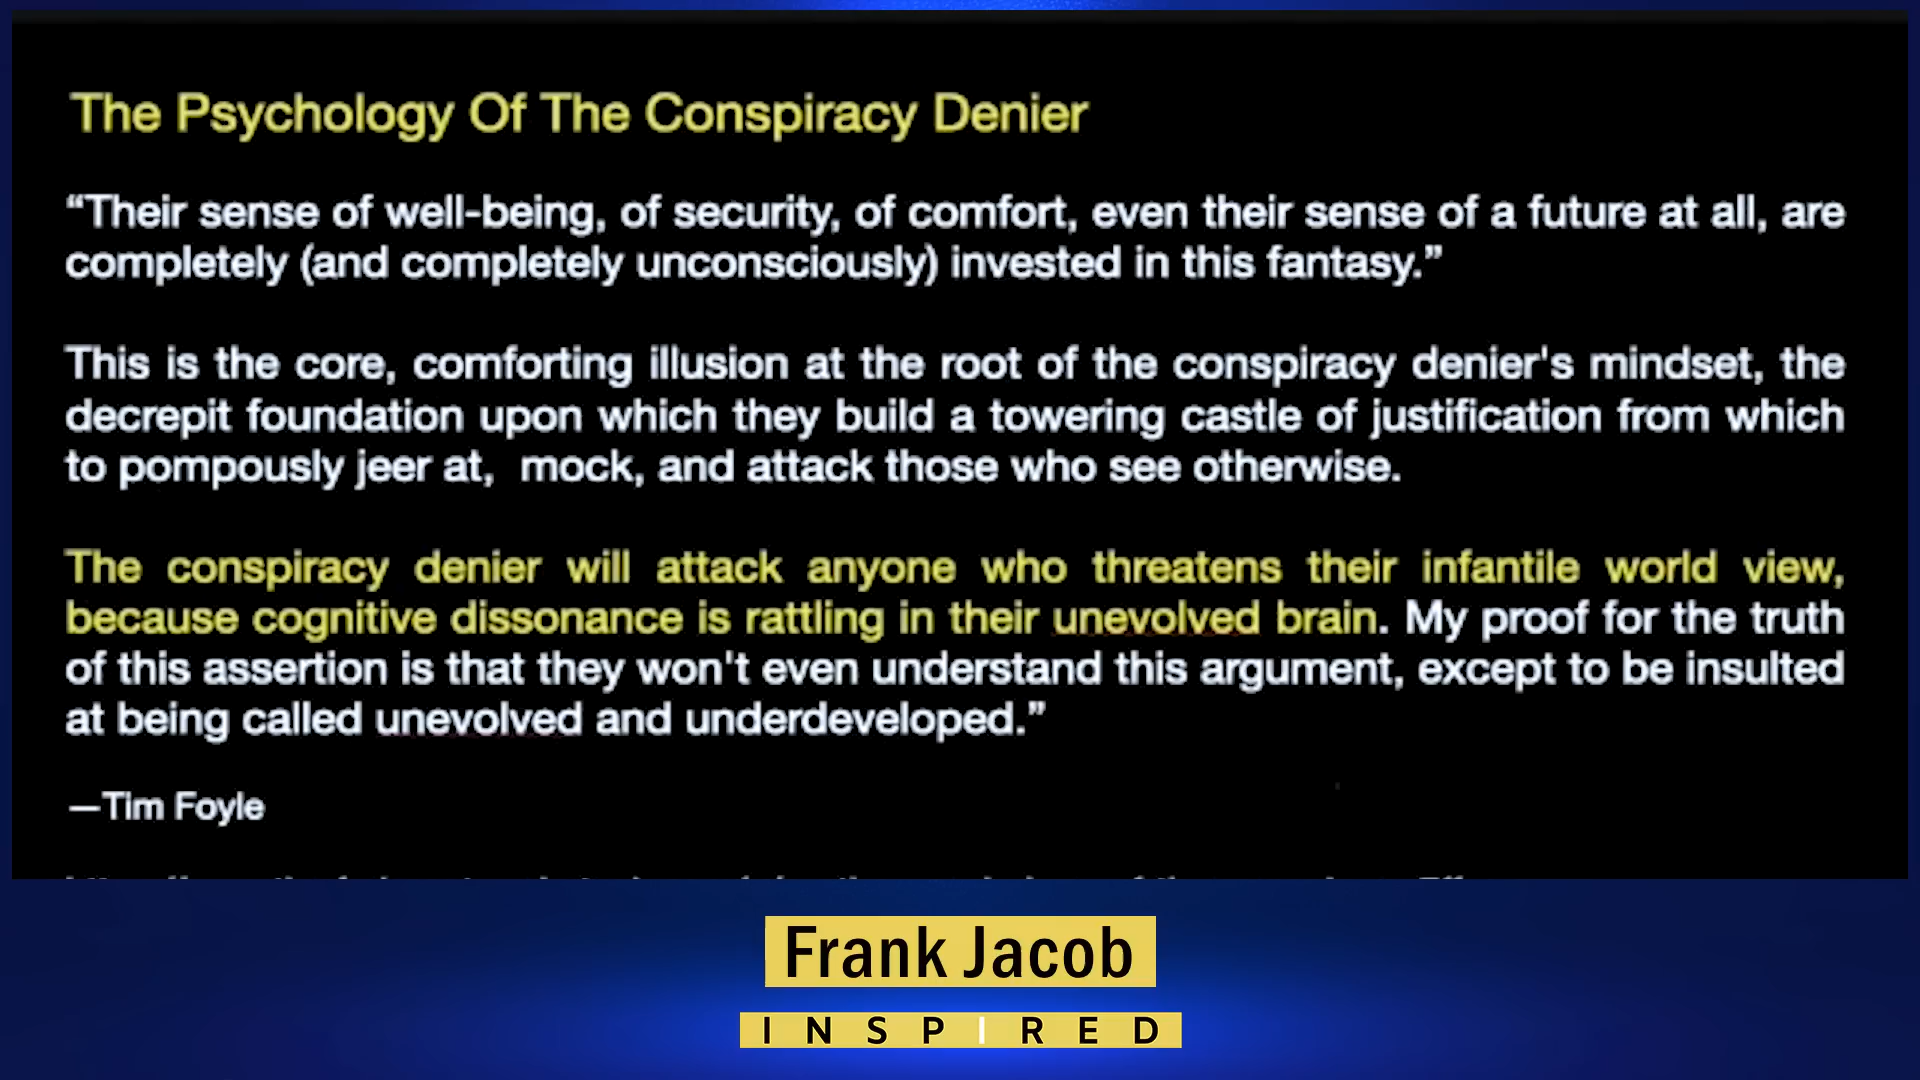 The Psychology Of The Conspiracy Denier
“Their sense of well-being, of security, of comfort, even their sense of a future at all, are
completely (and completely unconsciously) invested in this fantasy.”
This is the core, comforting illusion at the root of the conspiracy denier's mindset, the
decrepit foundation upon which they build a towering castle of justification from which
to pompously jeer at,  mock, and attack those who see otherwise.
The conspiracy denier will attack anyone who threatens their infantile world view,
because cognitive dissonance is rattling in their unevolved brain. My proof for the truth
of this assertion is that they won't even understand this argument, except to be insulted
at being called unevolved and underdeveloped.”
—Tim Foyle
Frank Jacob
INSPIRED